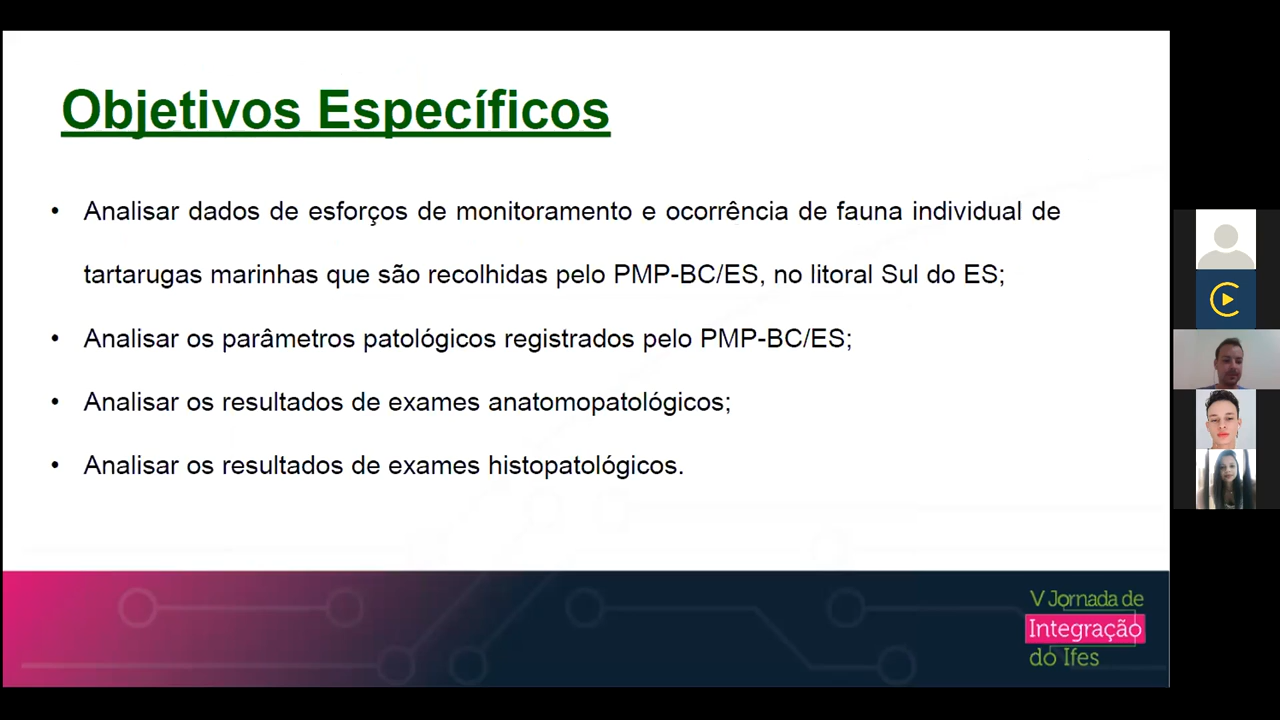 Objetivos Específicos
• Analisar dados de esforços de monitoramento e ocorrência de fauna individual de
tartarugas marinhas que são recolhidas pelo PMP-BC/ES, no litoral Sul do ES;
• Analisar os parâmetros patológicos registrados pelo PMP-BC/ES;
• Analisar os resultados de exames anatomopatológicos;
• Analisar os resultados de exames histopatológicos.
V Jornada de
Integração
do Ifes